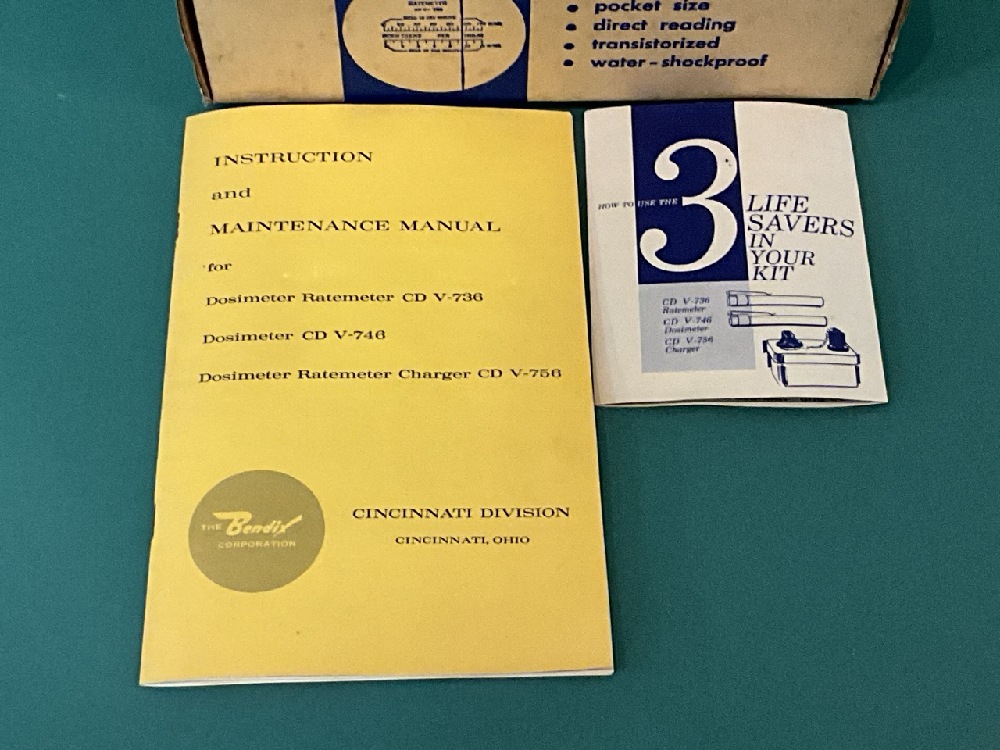 RATEMETER
• pocket size
• direct reading
• transistorized
• water-shockproof
INSTRUCTION
and
MAINTENANCE MANUAL
for
Dosimeter Ratemeter CD V-736
Dosimeter CD V-746
Dosimeter Ratemeter Charger CD V-756
THE Bendix
CORPORATION
CINCINNATI DIVISION
CINCINNATI, OHIO
HOW TO USE THE 3
LIFE
SAVERS
IN
YOUR
KIT
CD V-736
Ratemeter
CD V-746
Dosimeter
CD V-756
Charger